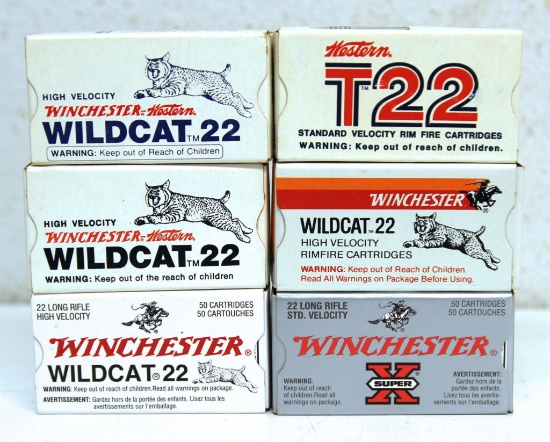 HIGH VELOCITY
WINCHESTER-Western
WILDCAT™22
WARNING: Keep out of Reach of Children
Western
T™22
STANDARD VELOCITY RIM FIRE CARTRIDGES
WARNING: Keep out of reach of children.
HIGH VELOCITY
WINCHESTER-Western
WILDCAT™22
WARNING: Keep out of the reach of children
WINCHESTER®
WILDCAT™22
HIGH VELOCITY
RIMFIRE CARTRIDGES
WARNING: Keep out of Reach of Children.
Read All Warnings on Package Before Using.
22 LONG RIFLE
HIGH VELOCITY
50 CARTRIDGES
50 CARTOUCHES
WINCHESTER®
WILDCAT® 22
WARNING: Keep out of reach of children. Read all warnings on package.
AVERTISSEMENT: Gardez hors de la
portée des enfants. Lisez tous les
avertissements sur l'emballage.
22 LONG RIFLE
STD. VELOCITY
50 CARTRIDGES
50 CARTOUCHES
WINCHESTER®
SUPER X®
WARNING: Keep out of reach
of children. Read all
warnings on package.
AVERTISSEMENT:
Gardez hors de la portée
des enfants. Lisez
tous les avertissements
sur l'emballage.